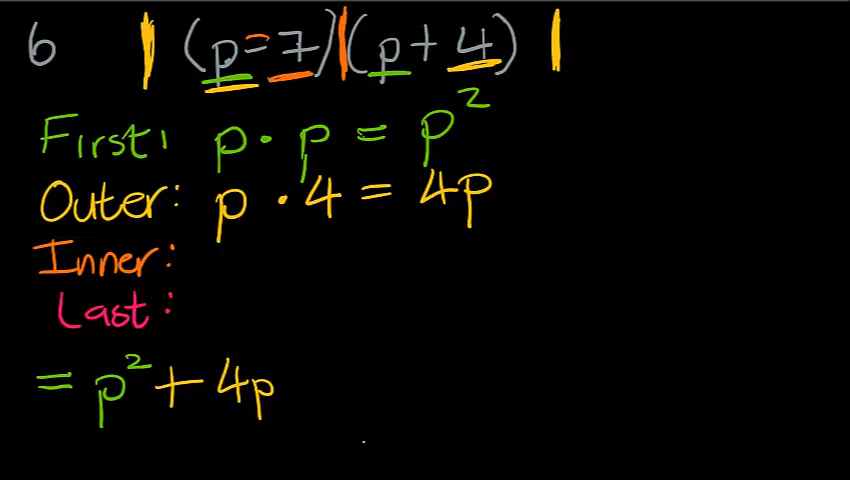 6 | (p - 7)|(p + 4) |
First: p · p = p²
Outer: p · 4 = 4p
Inner:
Last:
= p² + 4p